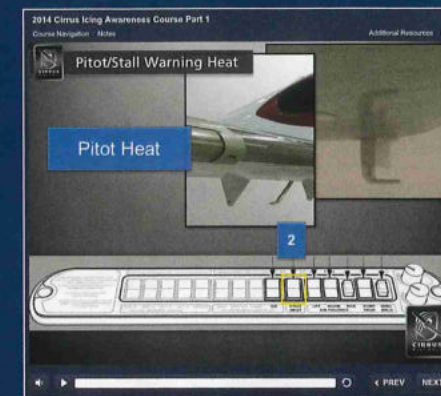 2014 Cirrus Icing Awareness Course Part 1
Course Navigation Notes
Additional Resources
CIRRUS
Pitot/Stall Warning Heat
Pitot Heat
2
CIRRUS
PREV
NEXT